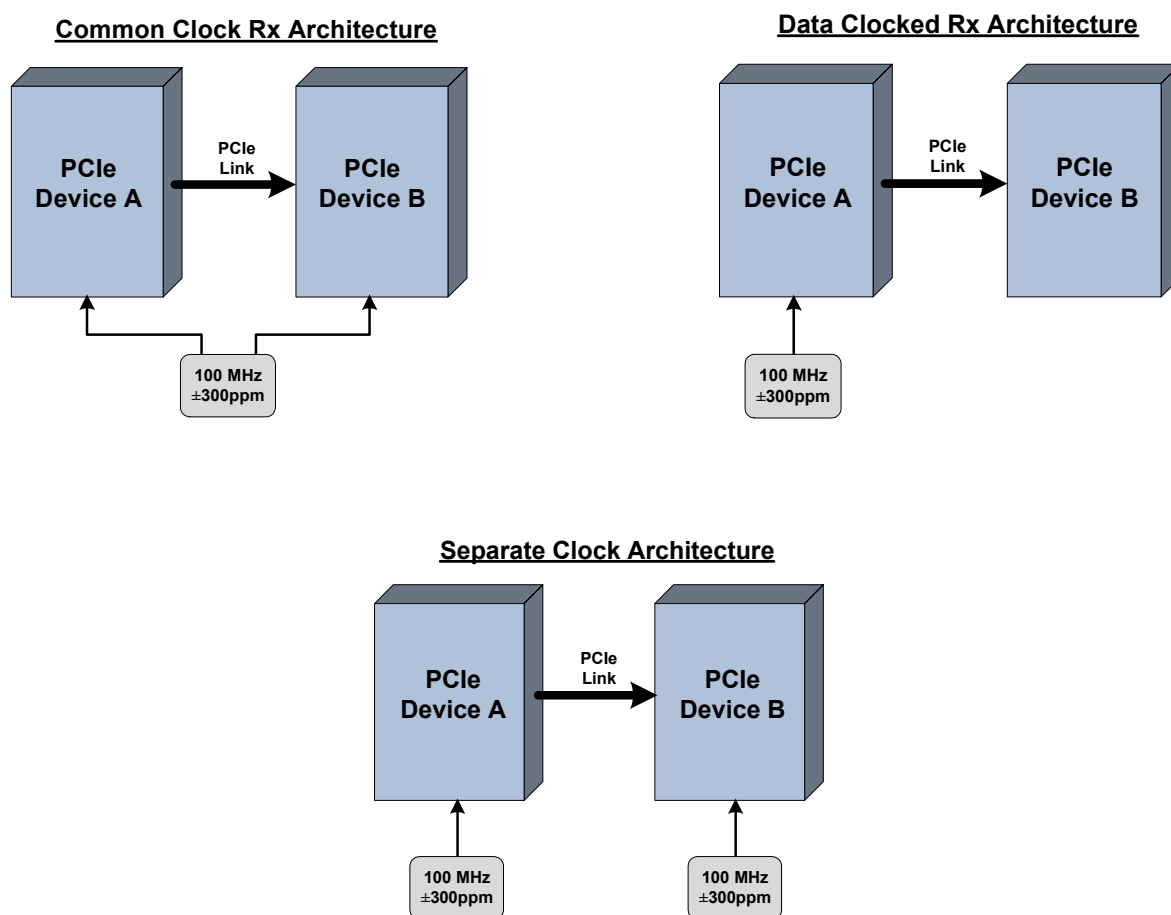 Common Clock Rx Architecture
PCIe
Device A
PCIe
Link
PCIe
Device B
100 MHz
±300ppm
Data Clocked Rx Architecture
PCIe
Device A
PCIe
Link
PCIe
Device B
100 MHz
±300ppm
Separate Clock Architecture
PCIe
Device A
PCIe
Link
PCIe
Device B
100 MHz
±300ppm
100 MHz
±300ppm